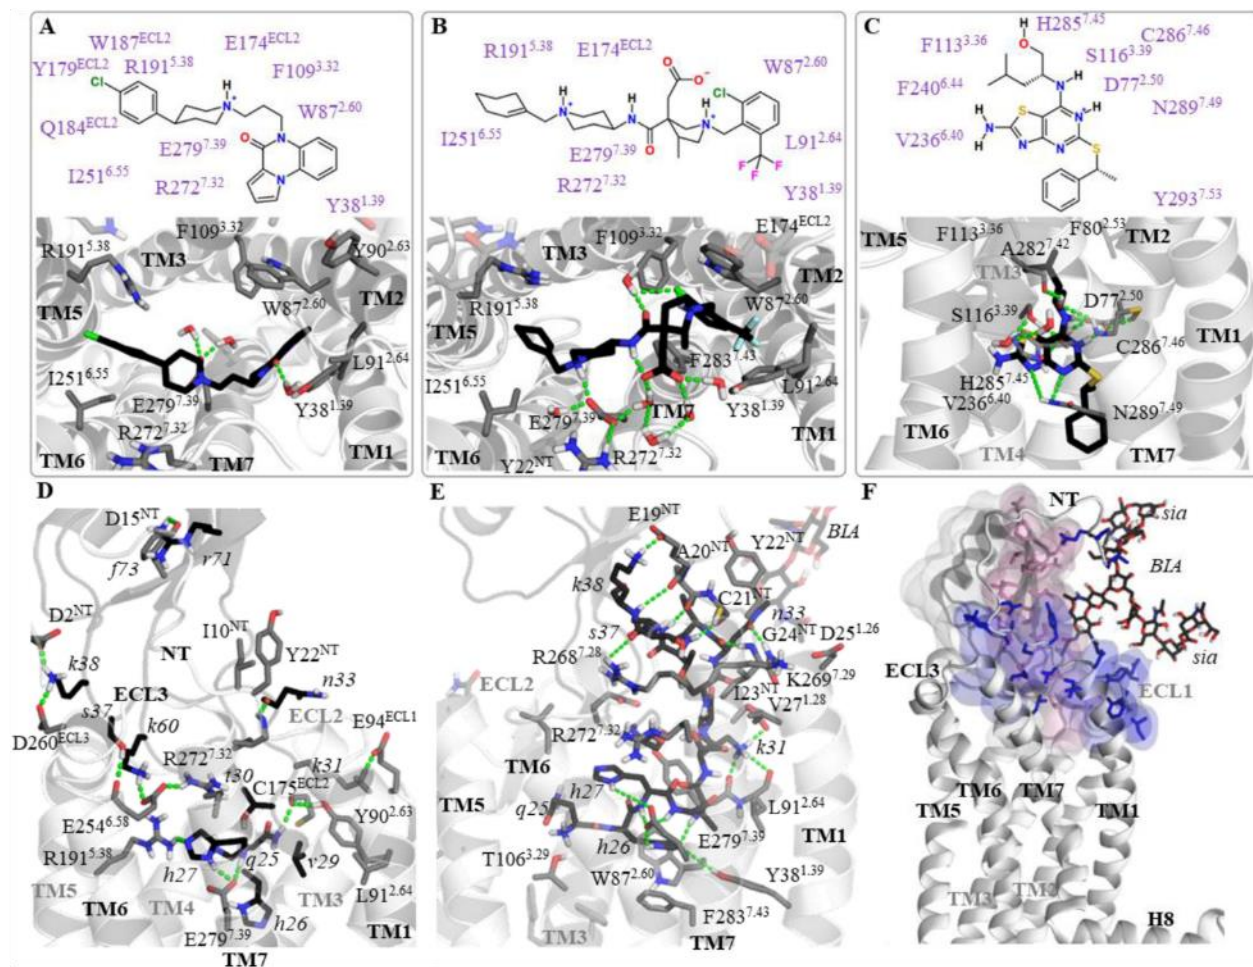 A
W187ECL2
E174ECL2
Y179ECL2
R1915.38
F1093.32
Cl
H
N+
W872.60
Q184ECL2
O
N
E2797.39
N
I2516.55
R2727.32
Y381.39
F1093.32
R1915.38
TM3
Y902.63
W872.60
TM2
TM5
L912.64
I2516.55
E2797.39
Y381.39
R2727.32
TM6
TM7
TM1
B
R1915.38
E174ECL2
W872.60
O
O-
Cl
H
N+
H
N
H
N+
I2516.55
E2797.39
O
L912.64
F
F
F
R2727.32
Y381.39
E174ECL2
F1093.32
TM3
R1915.38
TM2
W872.60
TM5
F2837.43
I2516.55
L912.64
E2797.39
TM7
Y381.39
TM6
Y22NT
R2727.32
TM1
C
H2857.45
H
O
C2867.46
F1133.36
S1163.39
H
N
D772.50
F2406.44
S
N+
H
N2897.49
H
N
H
N
N
S
V2366.40
Y2937.53
TM5
F1133.36
F802.53
TM2
A2827.42
TM3
D772.50
S1163.39
TM1
C2867.46
H2857.45
V2366.40
N2897.49
TM6
TM4
TM7
D
D15NT
f73
r71
D2NT
I10NT
NT
Y22NT
k38
n33
ECL3
s37
k60
ECL2
E94ECL1
D260ECL3
R2727.32
t30
k31
C175ECL2
E2546.58
Y902.63
R1915.38
h27
q25
v29
TM5
TM3
L912.64
TM6
TM4
h26
E2797.39
TM1
TM7
E
E19NT
A20NT
Y22NT
BIA
k38
C21NT
n33
s37
G24NT
D251.26
R2687.28
K2697.29
ECL2
I23NT
V271.28
R2727.32
k31
TM6
TM5
h27
q25
L912.64
TM1
h26
E2797.39
T1063.29
W872.60
Y381.39
TM3
F2837.43
TM7
F
NT
sia
BIA
ECL3
sia
ECL1
TM6
TM7
TM5
TM1
TM3
TM2
H8